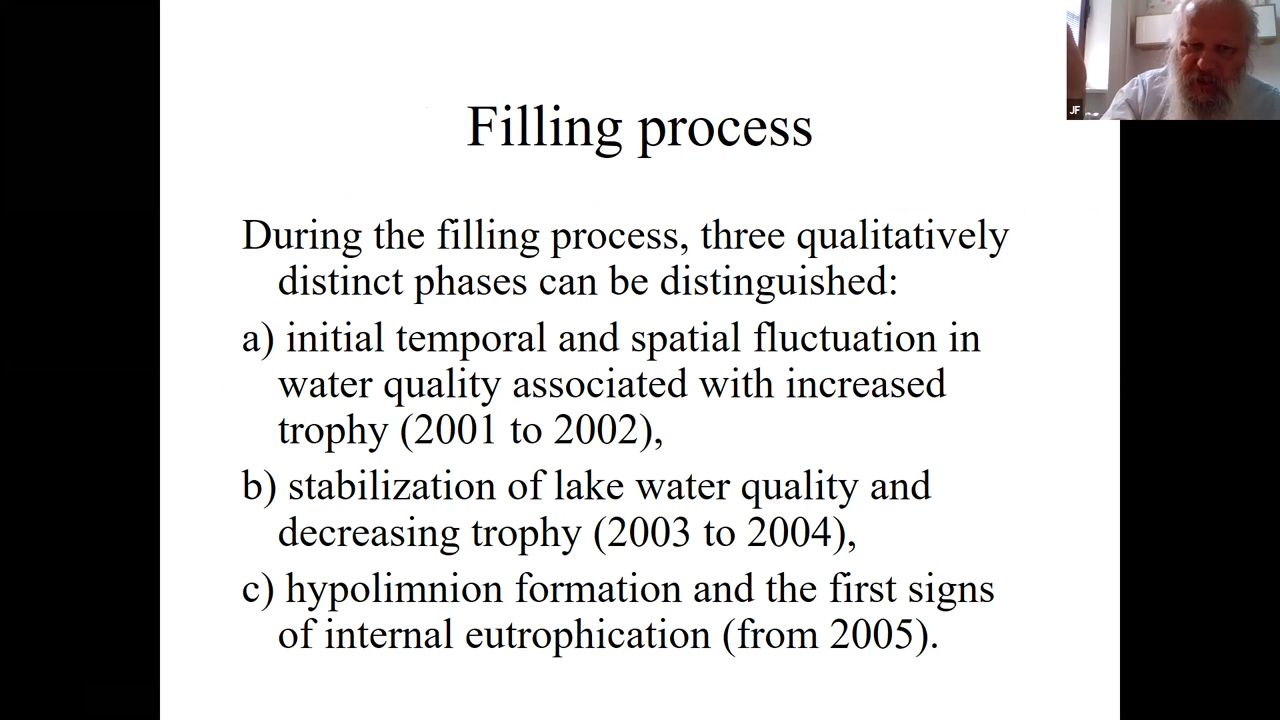 JF
Filling process
During the filling process, three qualitatively
distinct phases can be distinguished:
a) initial temporal and spatial fluctuation in
water quality associated with increased
trophy (2001 to 2002),
b) stabilization of lake water quality and
decreasing trophy (2003 to 2004),
c) hypolimnion formation and the first signs
of internal eutrophication (from 2005).